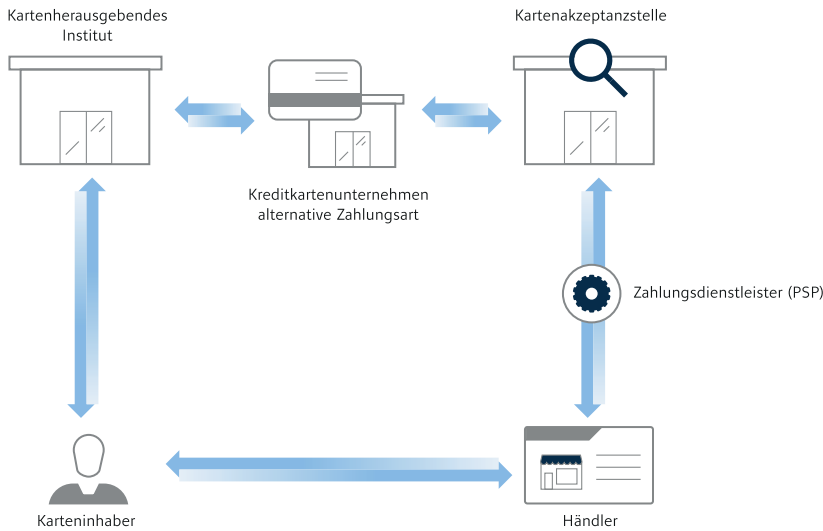 Kartenherausgebendes
Institut
Kartenakzeptanzstelle
Kreditkartenunternehmen
alternative Zahlungsart
Zahlungsdienstleister (PSP)
Karteninhaber
Händler